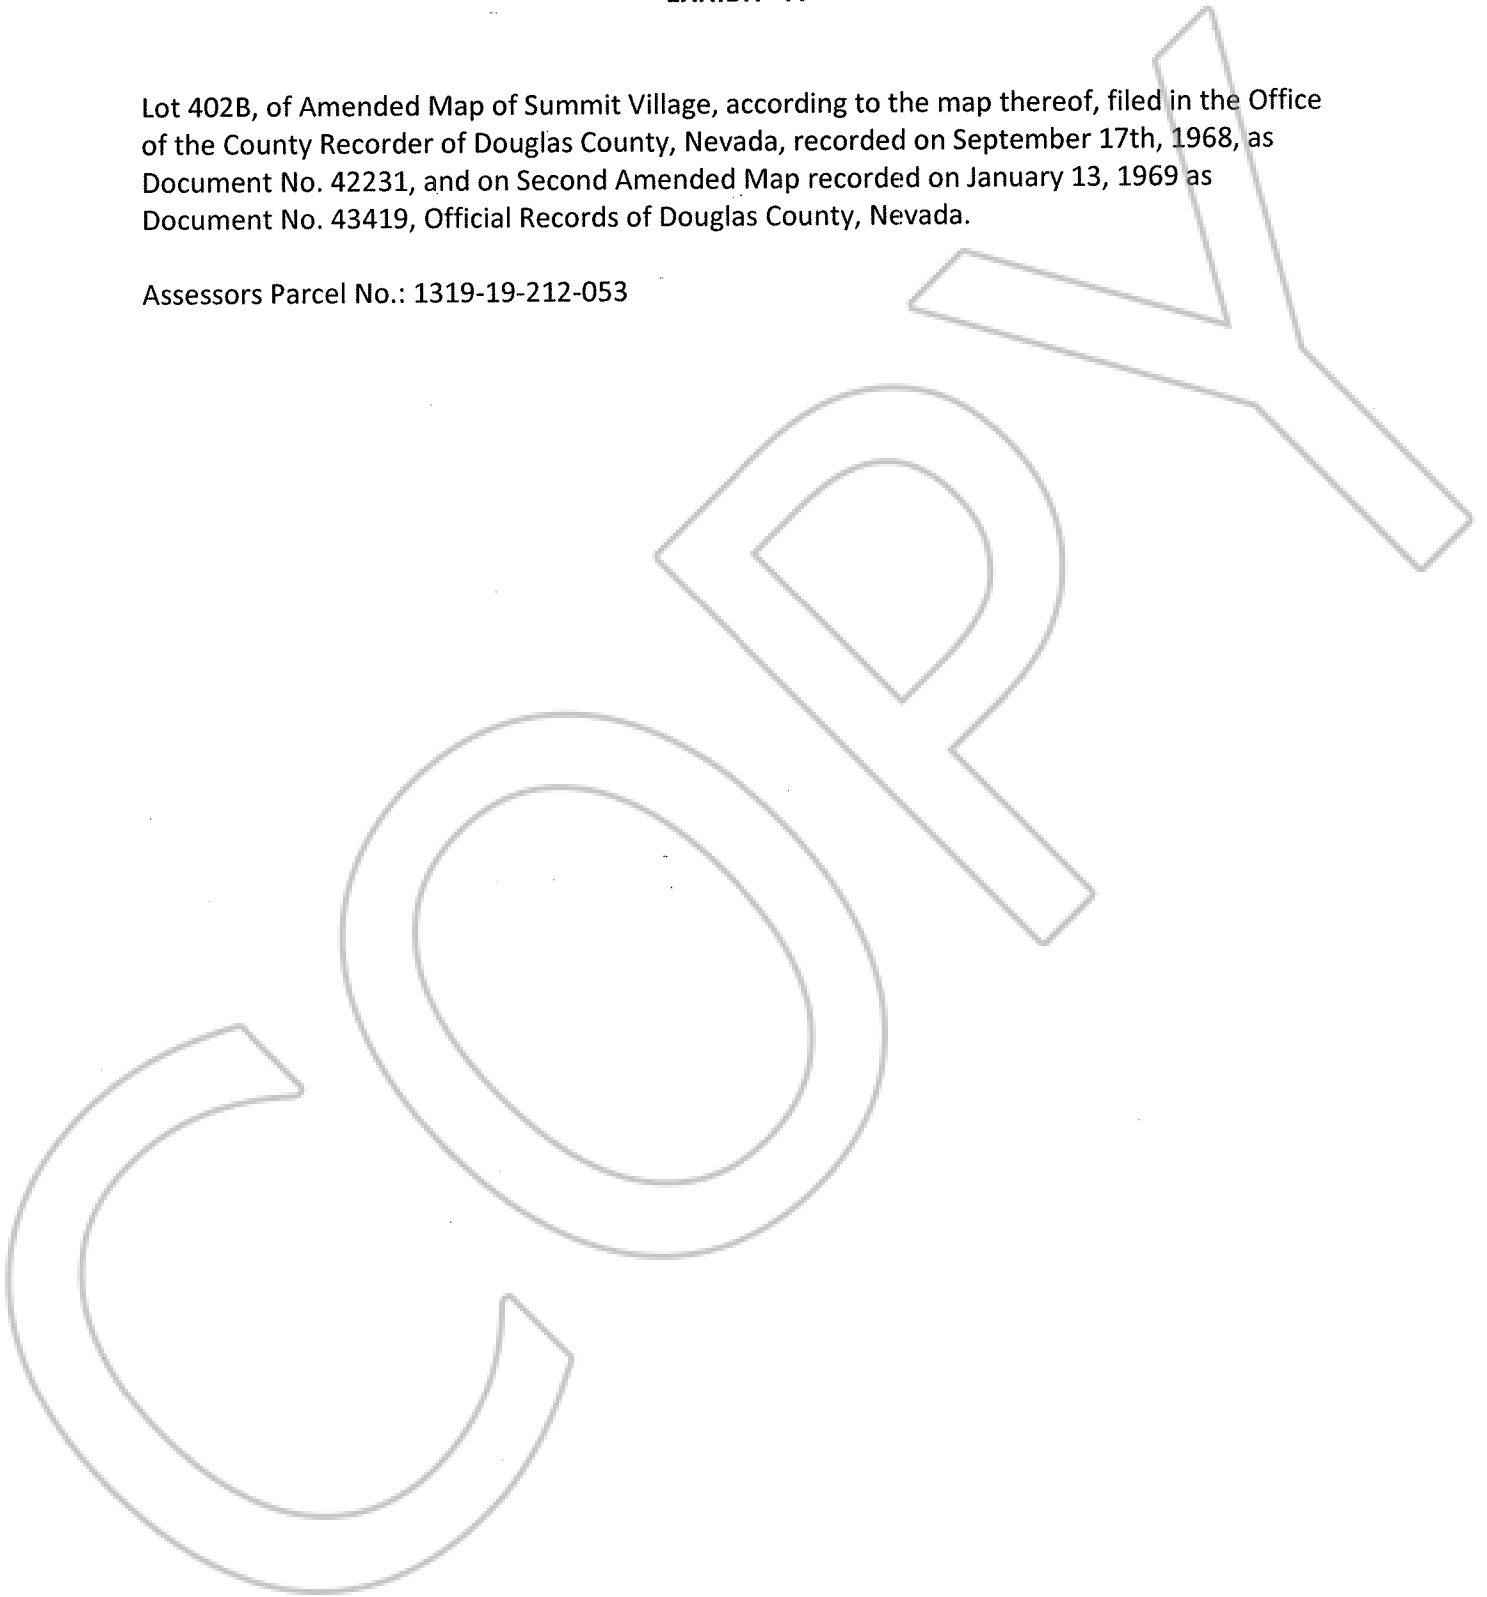 Lot 402B, of Amended Map of Summit Village, according to the map thereof, filed in the Office
of the County Recorder of Douglas County, Nevada, recorded on September 17th, 1968, as
Document No. 42231, and on Second Amended Map recorded on January 13, 1969 as
Document No. 43419, Official Records of Douglas County, Nevada.
Assessors Parcel No.: 1319-19-212-053
COPY